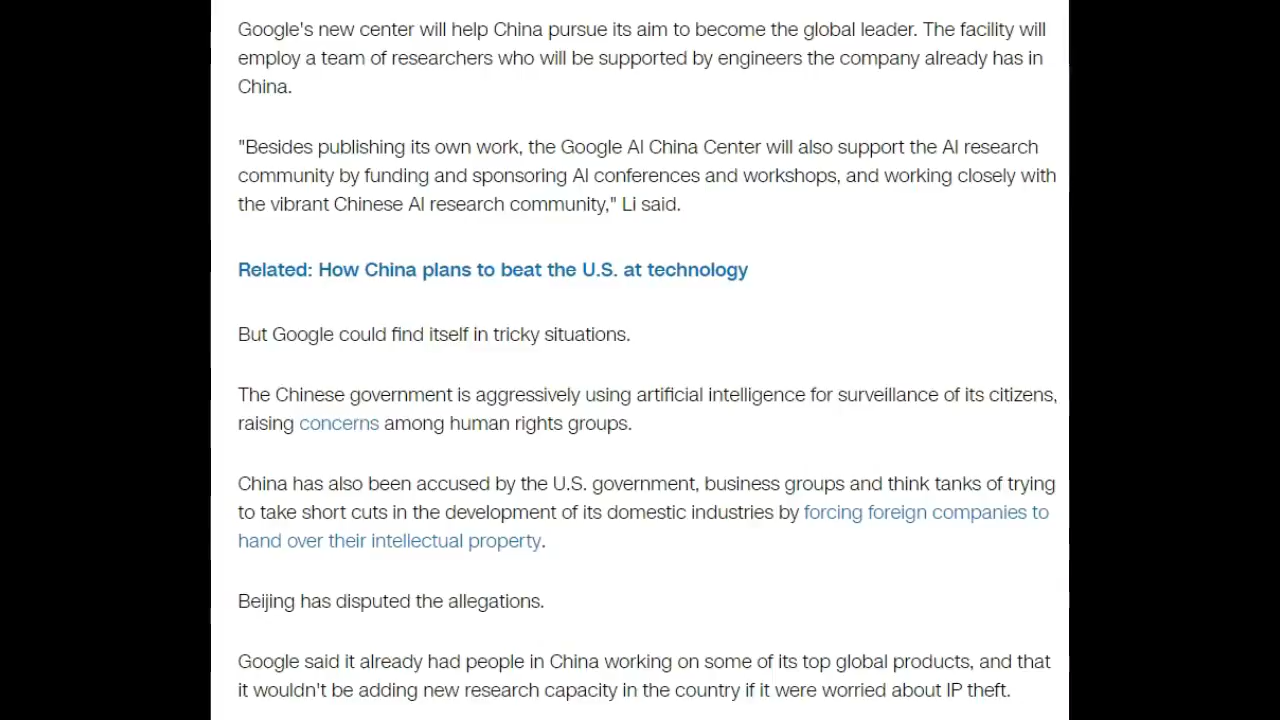 Google's new center will help China pursue its aim to become the global leader. The facility will
employ a team of researchers who will be supported by engineers the company already has in
China.
"Besides publishing its own work, the Google AI China Center will also support the AI research
community by funding and sponsoring AI conferences and workshops, and working closely with
the vibrant Chinese AI research community," Li said.
Related: How China plans to beat the U.S. at technology
But Google could find itself in tricky situations.
The Chinese government is aggressively using artificial intelligence for surveillance of its citizens,
raising concerns among human rights groups.
China has also been accused by the U.S. government, business groups and think tanks of trying
to take short cuts in the development of its domestic industries by forcing foreign companies to
hand over their intellectual property.
Beijing has disputed the allegations.
Google said it already had people in China working on some of its top global products, and that
it wouldn't be adding new research capacity in the country if it were worried about IP theft.